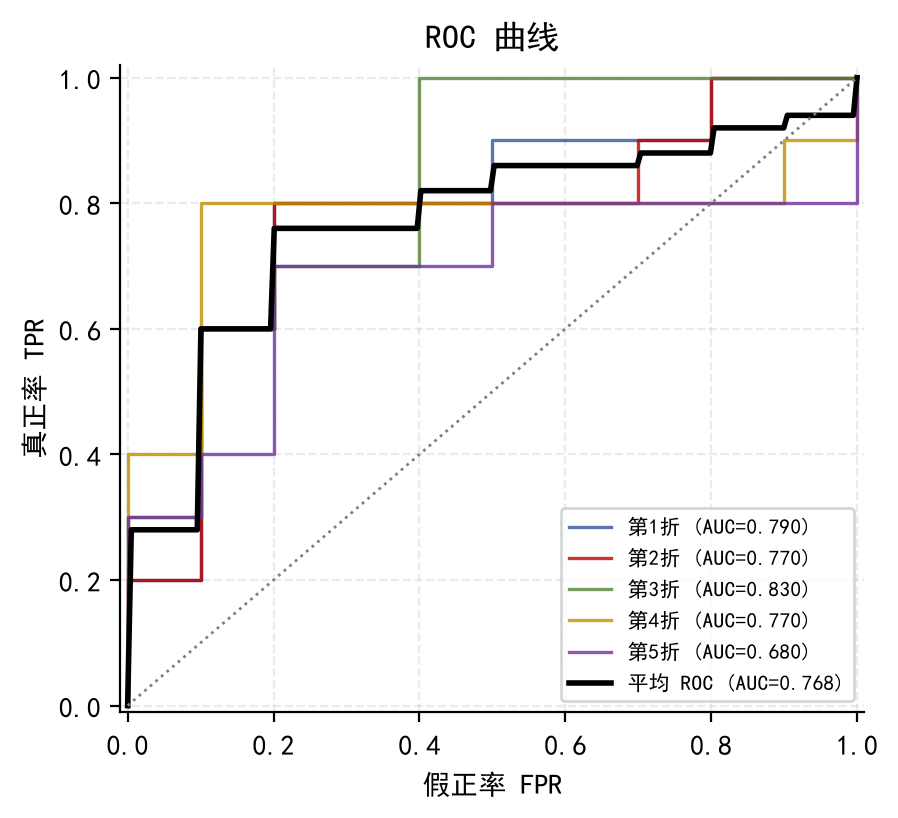 ROC 曲线
1.0
0.8
0.6
0.4
0.2
0.0
真正率 TPR
0.0 0.2 0.4 0.6 0.8 1.0
假正率 FPR
第1折 (AUC=0.790)
第2折 (AUC=0.770)
第3折 (AUC=0.830)
第4折 (AUC=0.770)
第5折 (AUC=0.680)
平均 ROC (AUC=0.768)